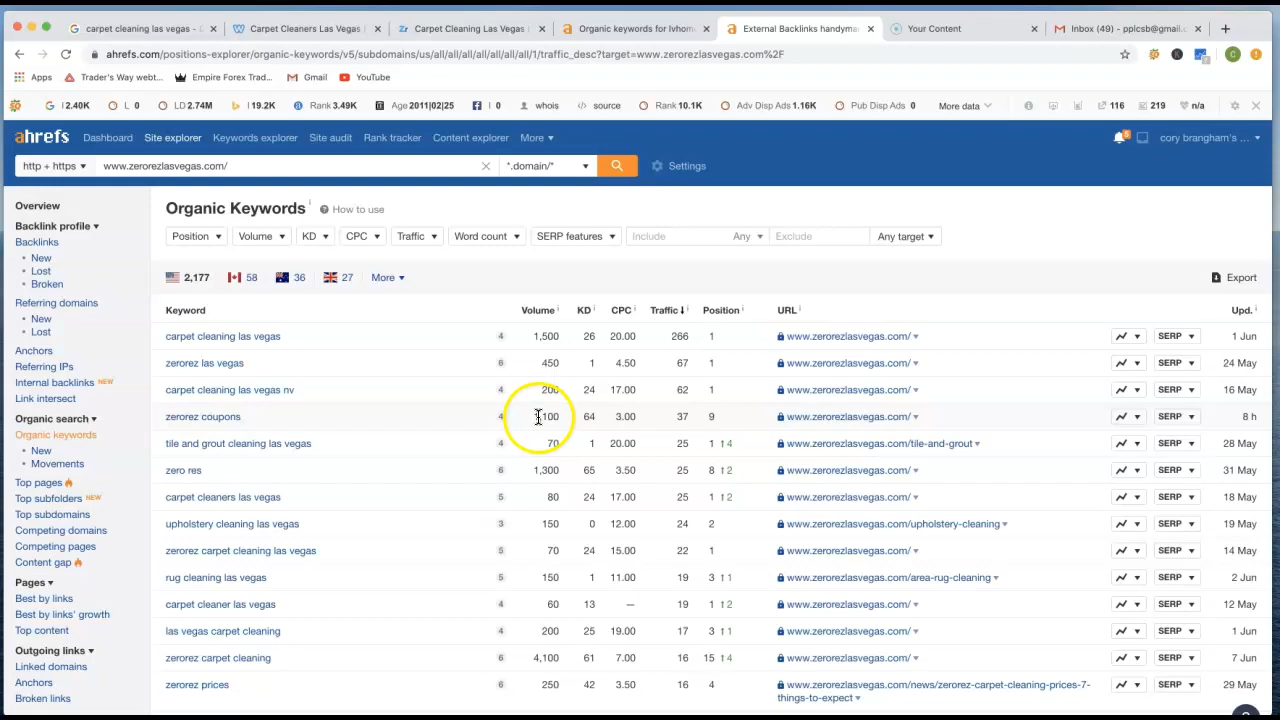 carpet cleaning las vegas -
Carpet Cleaners Las Vegas
Carpet Cleaning Las Vegas
Organic keywords for lvhome
External Backlinks handyma
Your Content
Inbox (49) - pplcsb@gmail.c
ahrefs.com/positions-explorer/organic-keywords/v5/subdomains/us/all/all/all/all/all/all/all/1/traffic_desc?target=www.zerorezlasvegas.com%2F
Apps Trader's Way webt... Empire Forex Trad... Gmail YouTube
I 2.40K L 0 LD 2.74M I 19.2K Rank 3.49K Age 2011|02|25 I 0 whois source Rank 10.1K Adv Disp Ads 1.16K Pub Disp Ads 0 More data 116 219 n/a
ahrefs Dashboard Site explorer Keywords explorer Site audit Rank tracker Content explorer More 5 cory brangham's ...
http + https www.zerorezlasvegas.com/ *.domain/* Settings
Overview
Backlink profile
Backlinks
New
Lost
Broken
Referring domains
New
Lost
Anchors
Referring IPs
Internal backlinks NEW
Link intersect
Organic search
Organic keywords
New
Movements
Top pages
Top subfolders NEW
Top subdomains
Competing domains
Competing pages
Content gap
Pages
Best by links
Best by links' growth
Top content
Outgoing links
Linked domains
Anchors
Broken links
Organic Keywords i ? How to use
Position Volume KD CPC Traffic Word count SERP features Include Any Exclude Any target
2,177 58 36 27 More Export
Keyword Volume KD CPC Traffic Position URL Upd.
carpet cleaning las vegas 4 1,500 26 20.00 266 1 www.zerorezlasvegas.com/ SERP 1 Jun
zerorez las vegas 6 450 1 4.50 67 1 www.zerorezlasvegas.com/ SERP 24 May
carpet cleaning las vegas nv 4 200 24 17.00 62 1 www.zerorezlasvegas.com/ SERP 16 May
zerorez coupons 4 100 64 3.00 37 9 www.zerorezlasvegas.com/ SERP 8 h
tile and grout cleaning las vegas 4 70 1 20.00 25 1 ↑4 www.zerorezlasvegas.com/tile-and-grout SERP 28 May
zero res 6 1,300 65 3.50 25 8 ↑2 www.zerorezlasvegas.com/ SERP 31 May
carpet cleaners las vegas 5 80 24 17.00 25 1 ↑2 www.zerorezlasvegas.com/ SERP 18 May
upholstery cleaning las vegas 3 150 0 12.00 24 2 www.zerorezlasvegas.com/upholstery-cleaning SERP 19 May
zerorez carpet cleaning las vegas 5 70 24 15.00 22 1 www.zerorezlasvegas.com/ SERP 14 May
rug cleaning las vegas 5 150 1 11.00 19 3 ↑1 www.zerorezlasvegas.com/area-rug-cleaning SERP 2 Jun
carpet cleaner las vegas 4 60 13 — 19 1 ↑2 www.zerorezlasvegas.com/ SERP 12 May
las vegas carpet cleaning 4 200 25 19.00 17 3 ↑1 www.zerorezlasvegas.com/ SERP 1 Jun
zerorez carpet cleaning 6 4,100 61 7.00 16 15 ↑4 www.zerorezlasvegas.com/ SERP 7 Jun
zerorez prices 6 250 42 3.50 16 4 www.zerorezlasvegas.com/news/zerorez-carpet-cleaning-prices-7-
things-to-expect SERP 29 May